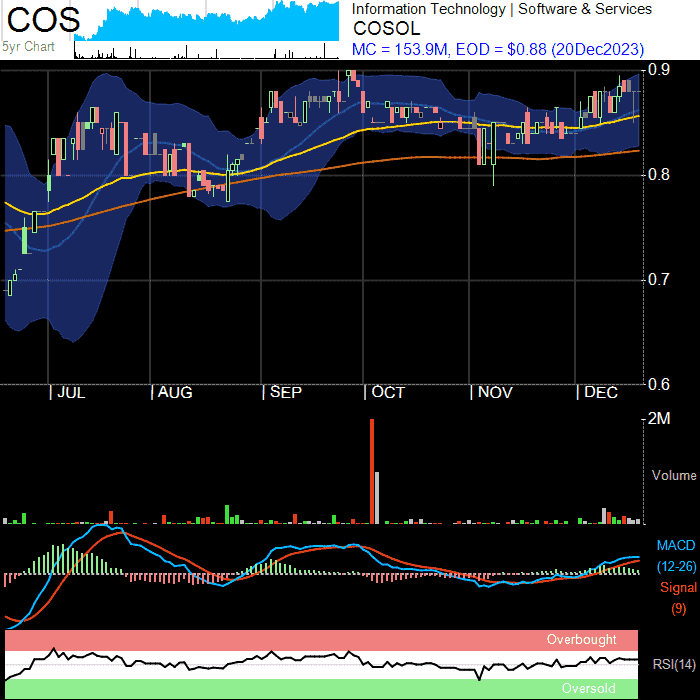 COS
5yr Chart
Information Technology | Software & Services
COSOL
MC = 153.9M, EOD = $0.88 (20Dec2023)
0.9
0.8
0.7
0.6
| JUL | AUG | SEP | OCT | NOV | DEC
2M
Volume
MACD
(12-26)
Signal
(9)
Overbought
RSI(14)
Oversold